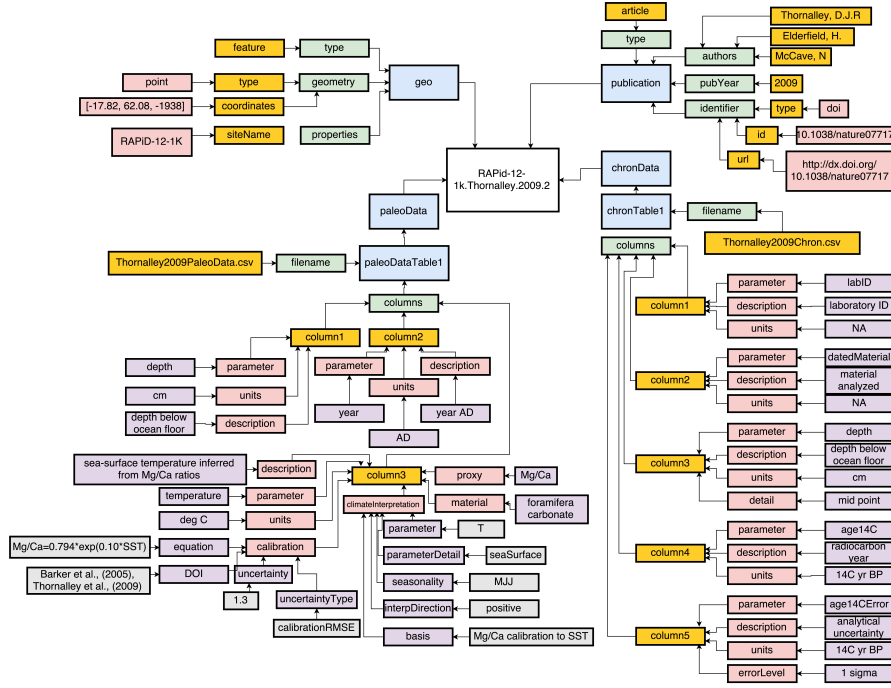 article
Thornalley, D.J.R
Elderfield, H.
McCave, N
feature
type
type
authors
point
type
geometry
geo
publication
pubYear
2009
[-17.82, 62.08, -1938]
coordinates
identifier
type
doi
RAPiD-12-1K
siteName
properties
id
10.1038/nature07717
url
http://dx.doi.org/
10.1038/nature07717
RAPid-12-
1k.Thornalley.2009.2
chronData
paleoData
chronTable1
filename
Thornalley2009Chron.csv
Thornalley2009PaleoData.csv
filename
paleoDataTable1
columns
columns
column1
column2
depth
parameter
cm
units
depth below
ocean floor
description
parameter
description
units
year
year AD
AD
column1
parameter
labID
description
laboratory ID
units
NA
column2
parameter
datedMaterial
description
material
analyzed
units
NA
column3
parameter
depth
description
depth below
ocean floor
units
cm
detail
mid point
column4
parameter
age14C
description
radiocarbon
year
units
14C yr BP
column5
parameter
age14CError
description
analytical
uncertainty
units
14C yr BP
errorLevel
1 sigma
sea-surface temperature inferred
from Mg/Ca ratios
description
column3
proxy
Mg/Ca
temperature
parameter
climateInterpretation
material
foramifera
carbonate
deg C
units
parameter
T
Mg/Ca=0.794*exp(0.10*SST)
equation
calibration
parameterDetail
seaSurface
Barker et al., (2005),
Thornalley et al., (2009)
DOI
uncertainty
seasonality
MJJ
1.3
uncertaintyType
interpDirection
positive
calibrationRMSE
basis
Mg/Ca calibration to SST